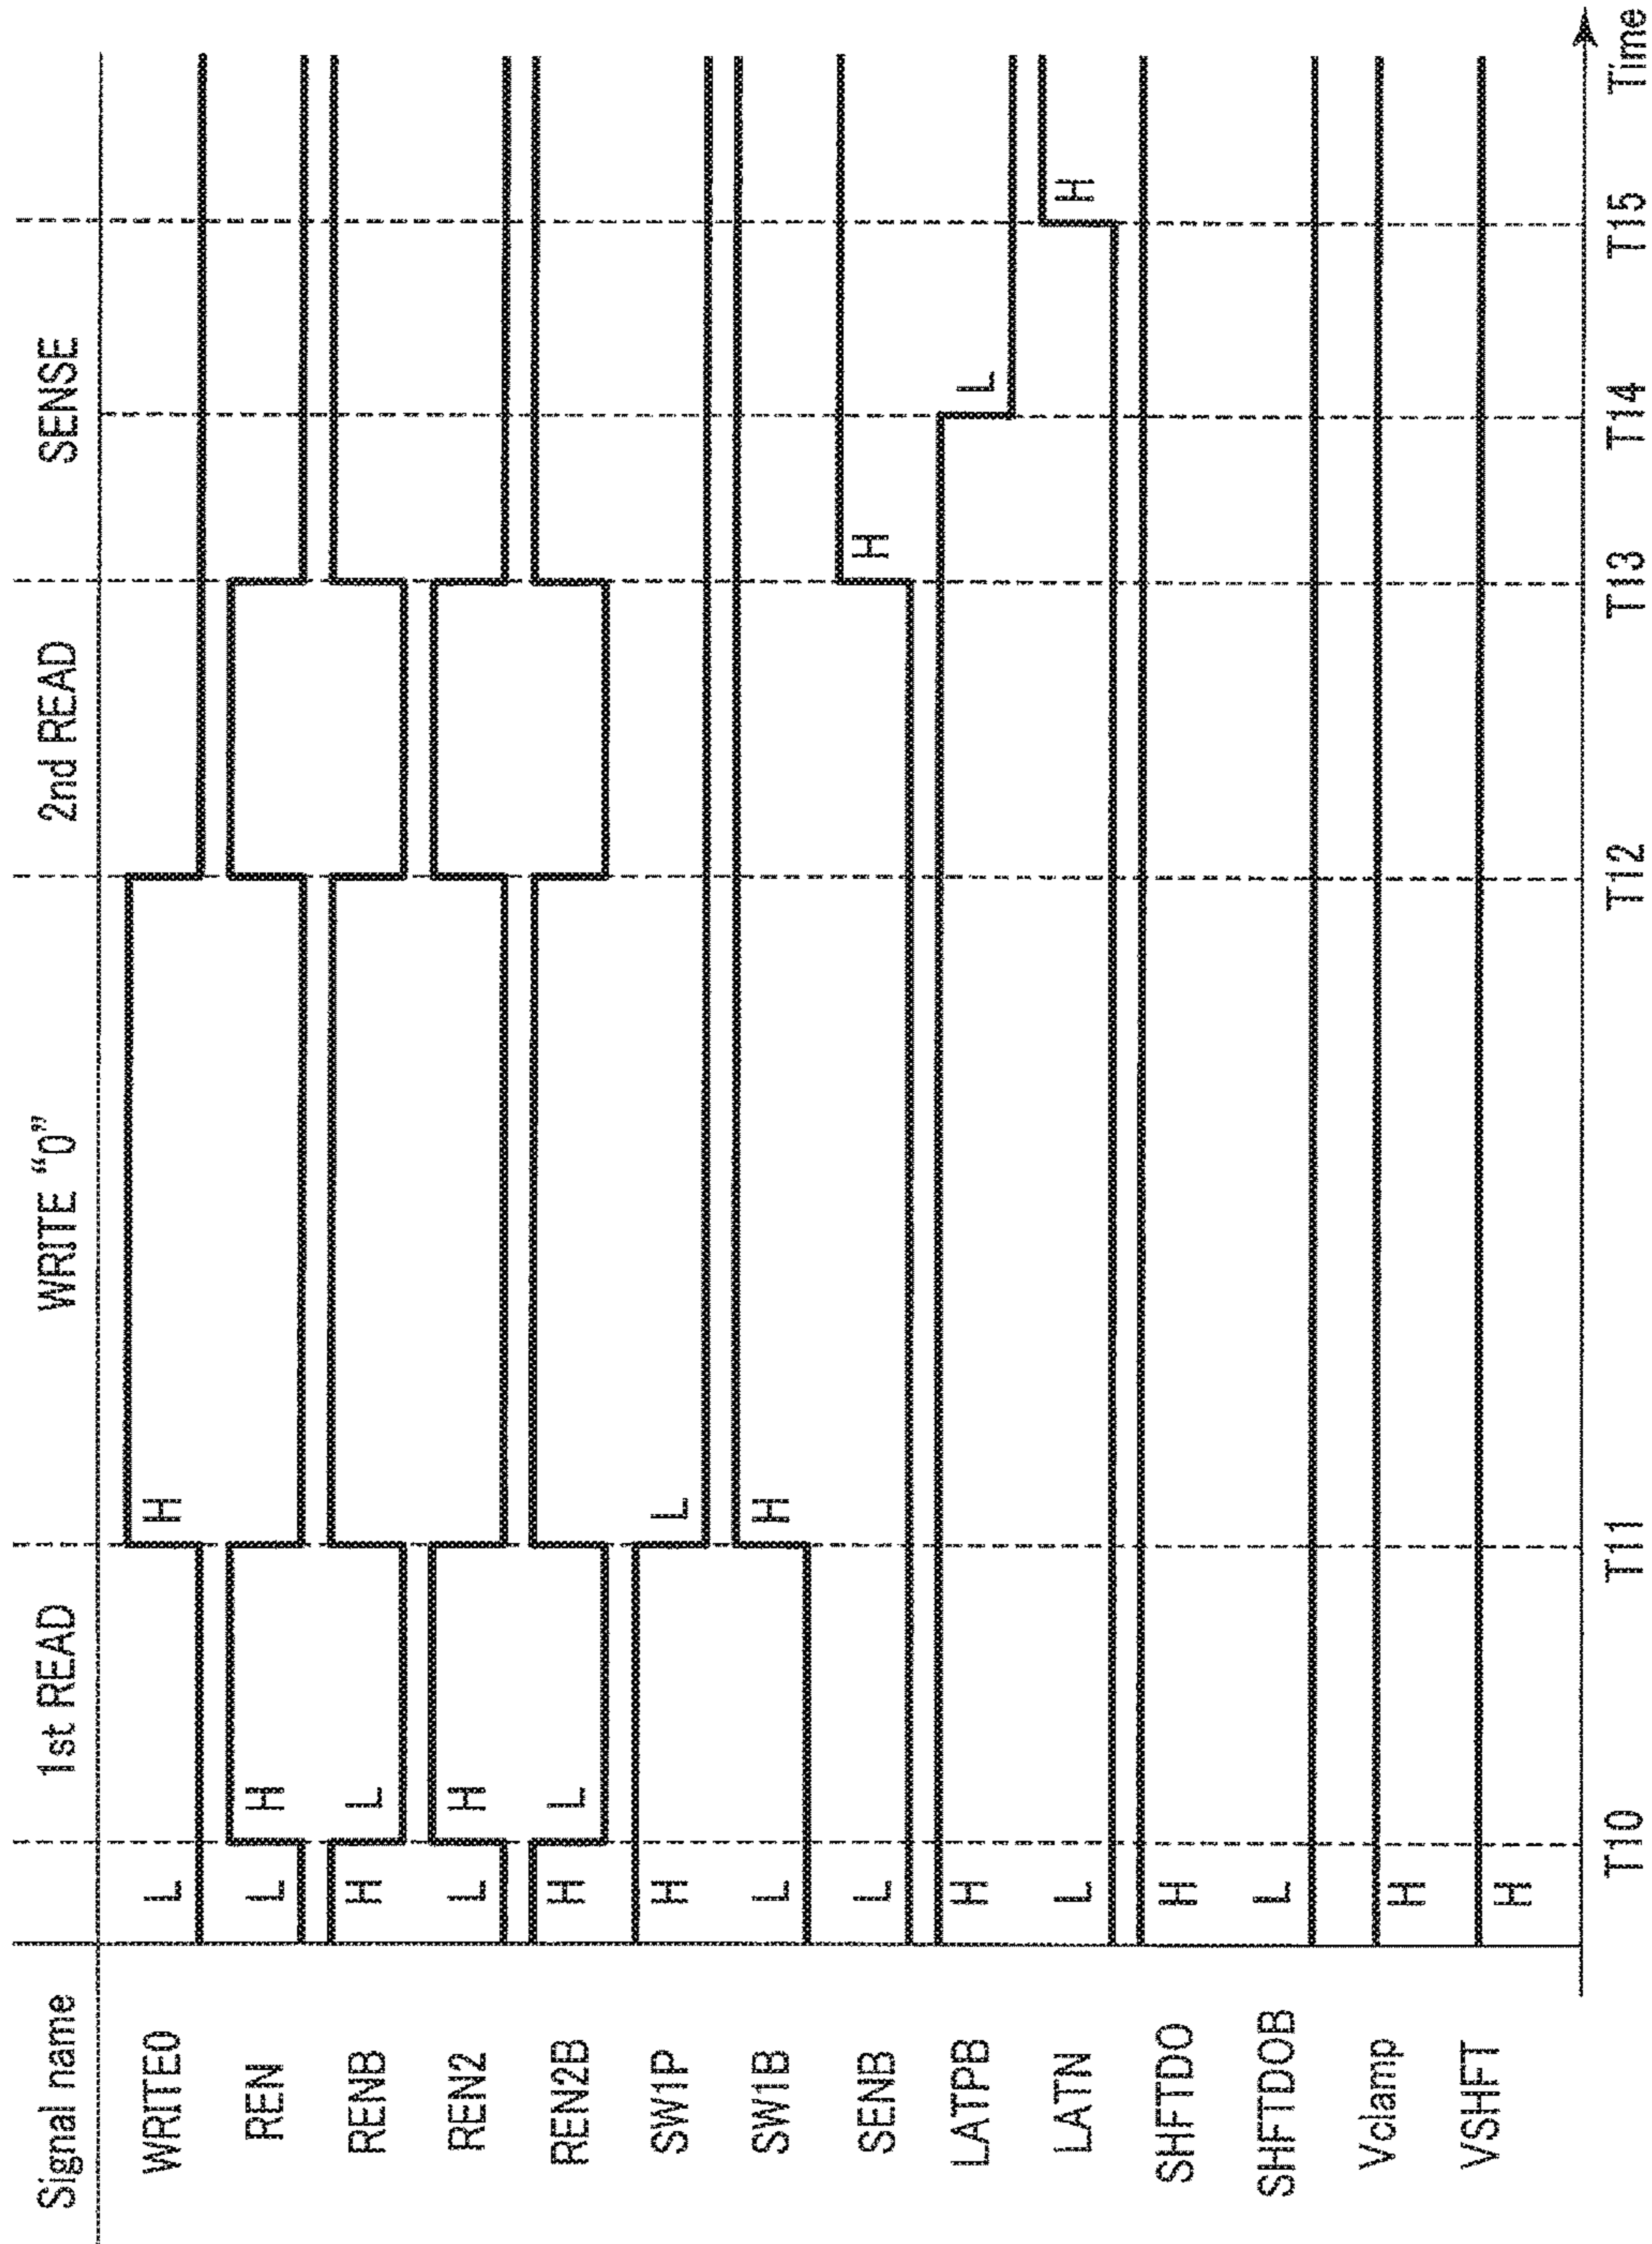 Signal name 1st READ WRITE “0” 2nd READ SENSE
WRITE0 L H
REN L H
RENB H L
REN2 L H
REN2B H L
SW1P H L
SW1B L H
SENB L H
LATPB H L
LATN L H
SHFTDO H
SHFTDOB L
Vclamp H
VSHFT H
T10 T11 T12 T13 T14 T15 Time